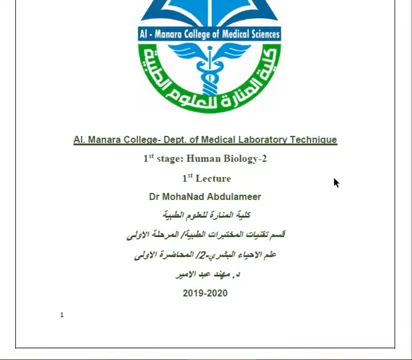 Al - Manara College of Medical Sciences
كلية المنارة للعلوم الطبية
Al. Manara College- Dept. of Medical Laboratory Technique
1st stage: Human Biology-2
1st Lecture
Dr MohaNad Abdulameer
كلية المنارة للعلوم الطبية
قسم تقنيات المختبرات الطبية/ المرحلة الاولى
علم الاحياء البشري-2/ المحاضرة الاولى
د. مهند عبد الامير
2019-2020
1